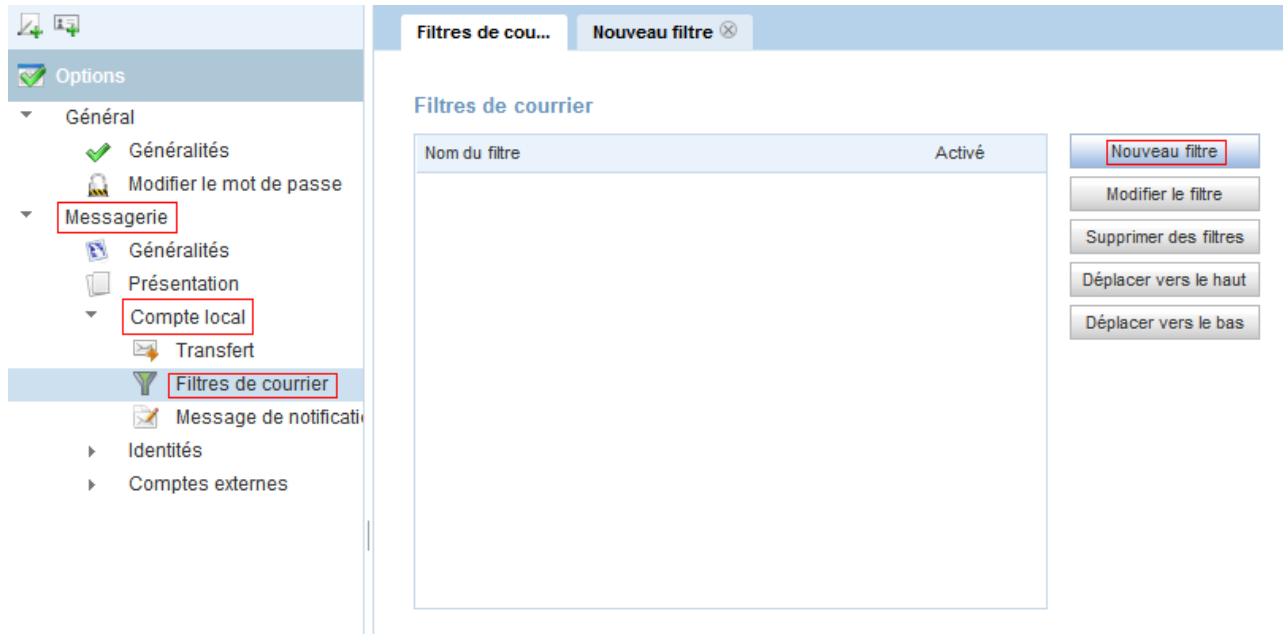 Filtres de cou...
Nouveau filtre
Options
Général
Généralités
Modifier le mot de passe
Messagerie
Généralités
Présentation
Compte local
Transfert
Filtres de courrier
Message de notificati
Identités
Comptes externes
Filtres de courrier
Nom du filtre
Activé
Nouveau filtre
Modifier le filtre
Supprimer des filtres
Déplacer vers le haut
Déplacer vers le bas